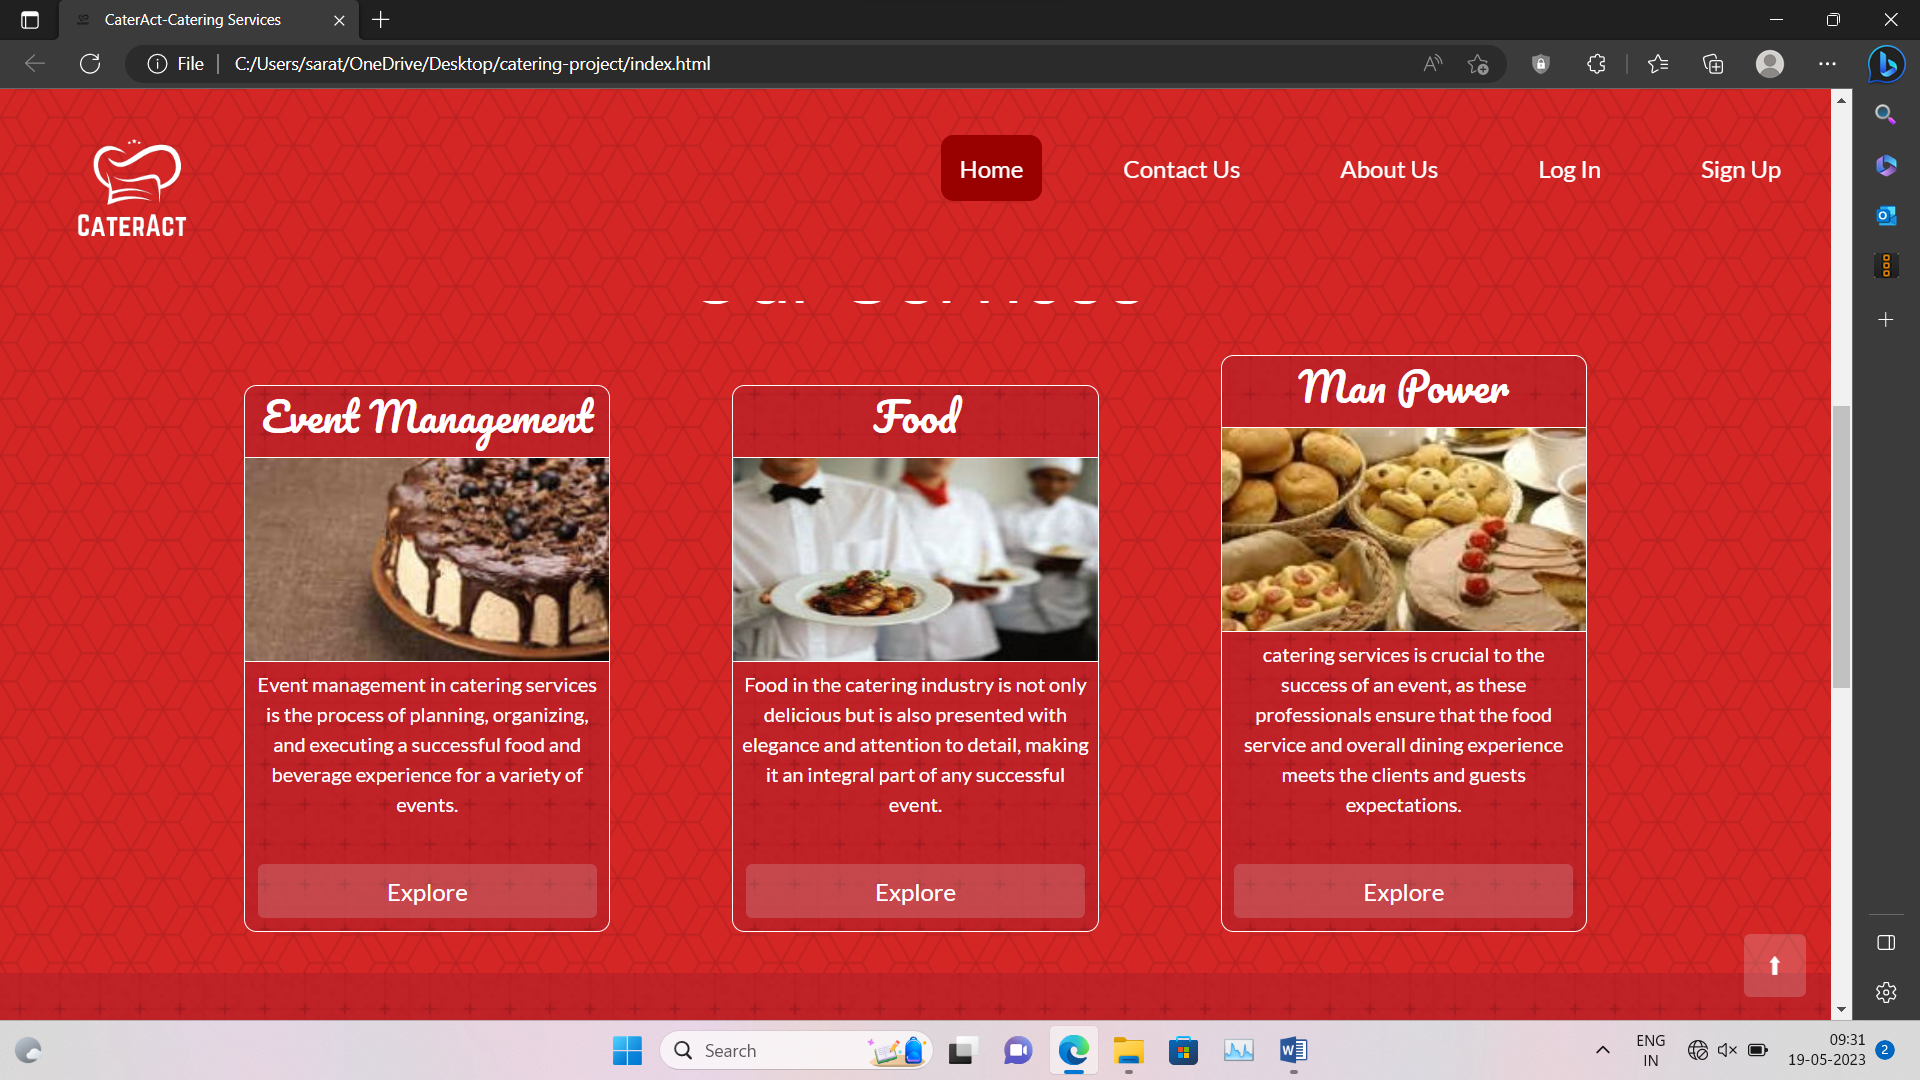 CaterAct-Catering Services
File
C:/Users/sarat/OneDrive/Desktop/catering-project/index.html
CATERACT
Home
Contact Us
About Us
Log In
Sign Up
Event Management
Food
Man Power
Event management in catering services
is the process of planning, organizing,
and executing a successful food and
beverage experience for a variety of
events.
Explore
Food in the catering industry is not only
delicious but is also presented with
elegance and attention to detail, making
it an integral part of any successful
event.
Explore
catering services is crucial to the
success of an event, as these
professionals ensure that the food
service and overall dining experience
meets the clients and guests
expectations.
Explore
Search
ENG
IN
09:31
19-05-2023
2